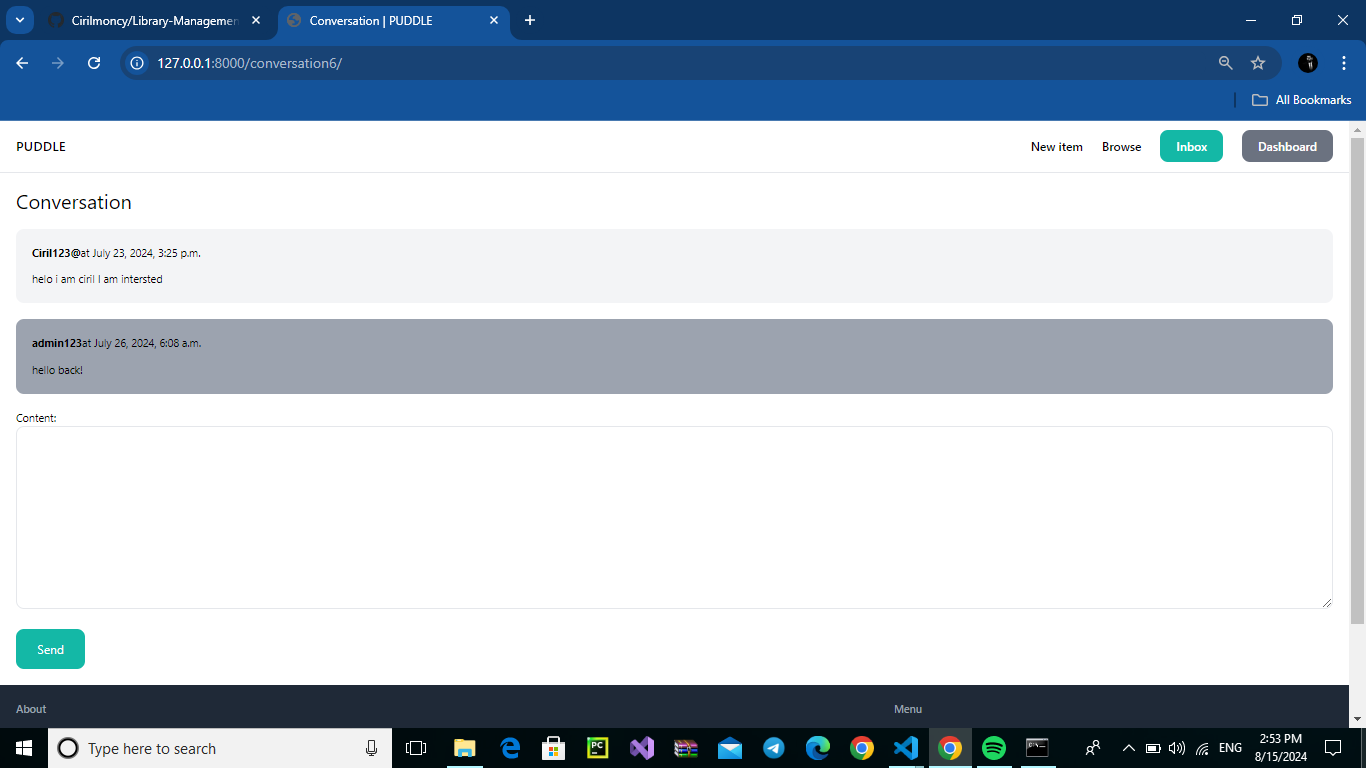 Cirilmoncy/Library-Managemen
Conversation | PUDDLE
127.0.0.1:8000/conversation6/
All Bookmarks
PUDDLE
New item
Browse
Inbox
Dashboard
Conversation
Ciril123@at July 23, 2024, 3:25 p.m.
helo i am ciril I am intersted
admin123at July 26, 2024, 6:08 a.m.
hello back!
Content:
Send
About
Menu
Type here to search
PC
ENG
2:53 PM
8/15/2024